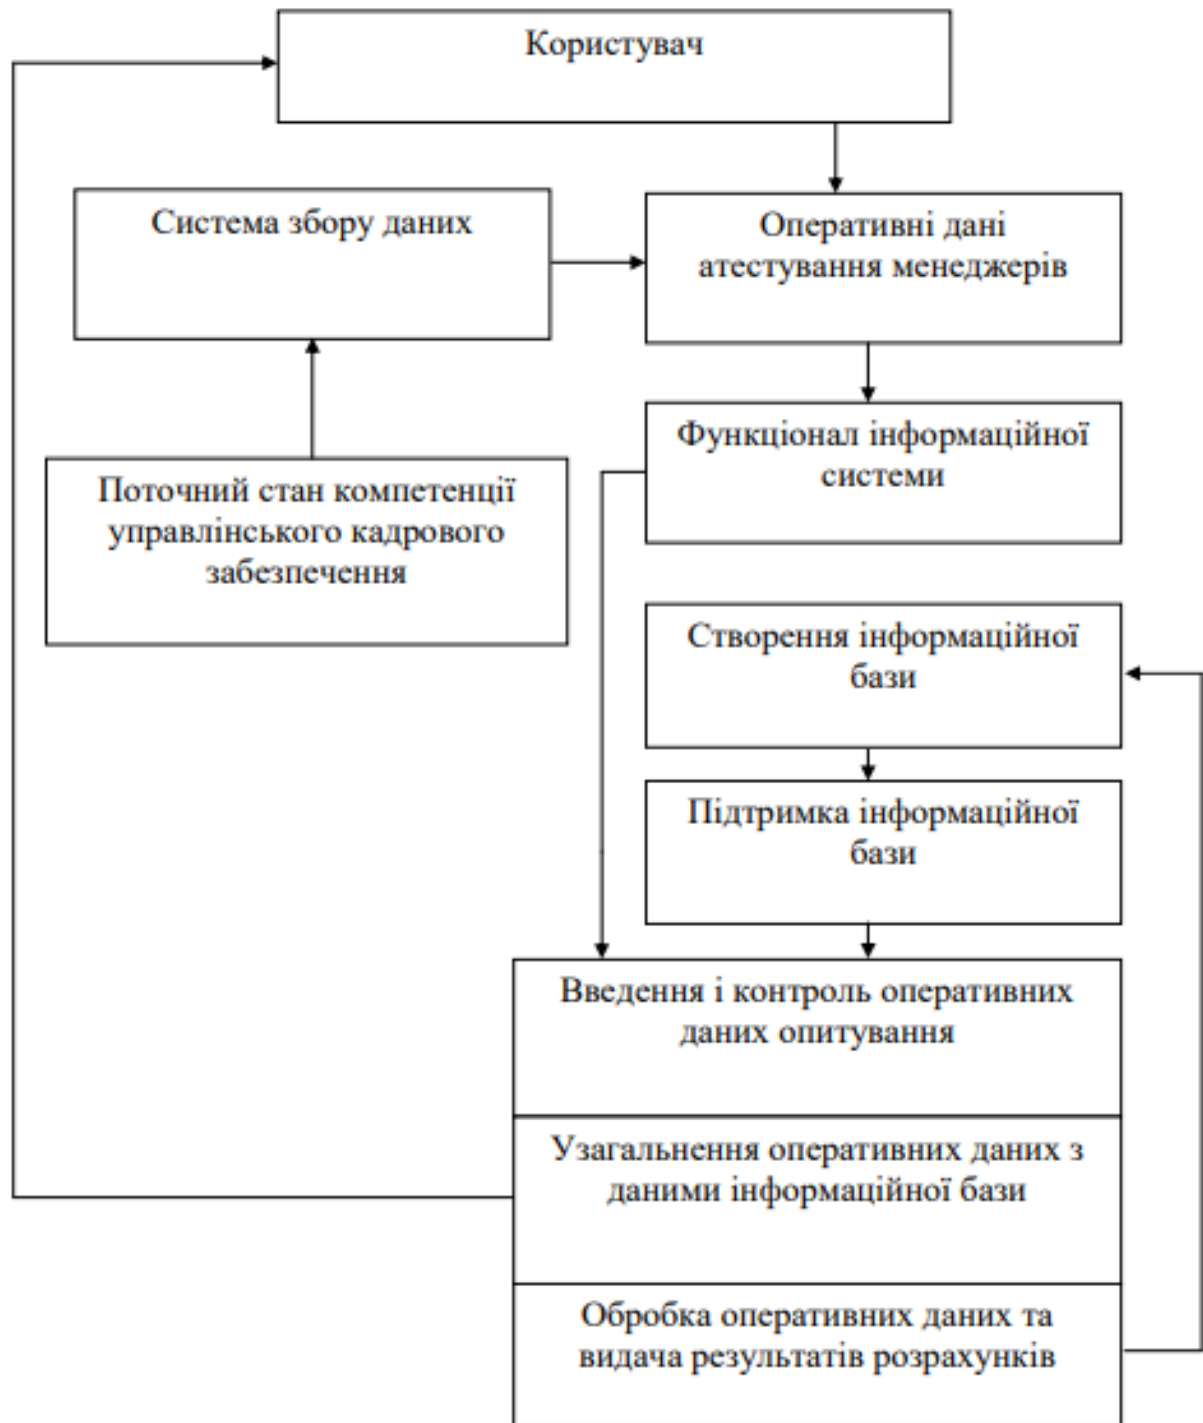 Користувач
Система збору даних
Оперативні дані
атестування менеджерів
Функціонал інформаційної
системи
Поточний стан компетенції
управлінського кадрового
забезпечення
Створення інформаційної
бази
Підтримка інформаційної
бази
Введення і контроль оперативних
даних опитування
Узагальнення оперативних даних з
даними інформаційної бази
Обробка оперативних даних та
видача результатів розрахунків